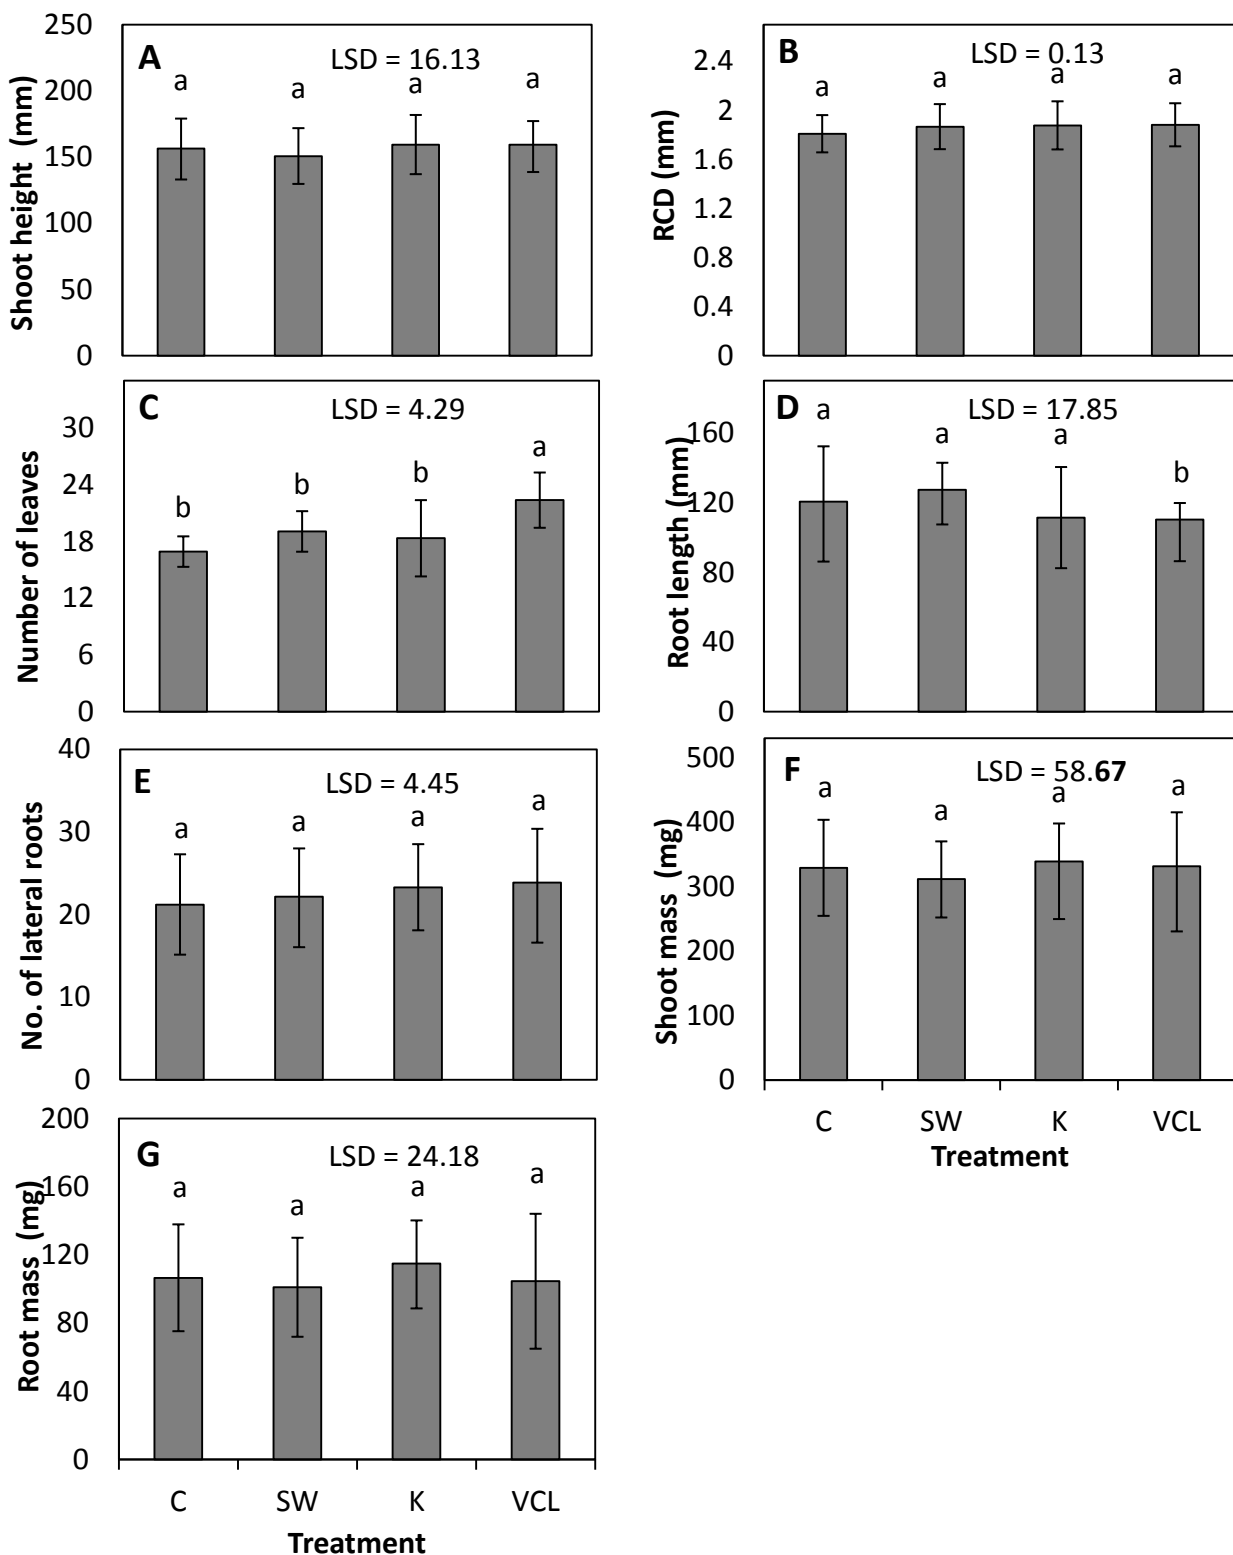 A
LSD = 16.13
a a a a
Shoot height (mm)
250
200
150
100
50
0
B
LSD = 0.13
a a a a
RCD (mm)
2.4
2
1.6
1.2
0.8
0.4
0
C
LSD = 4.29
b b b a
Number of leaves
30
24
18
12
6
0
D
LSD = 17.85
a a a b
Root length (mm)
160
120
80
40
0
E
LSD = 4.45
a a a a
No. of lateral roots
40
30
20
10
0
F
LSD = 58.67
a a a a
Shoot mass (mg)
500
400
300
200
100
0
C SW K VCL
Treatment
G
LSD = 24.18
a a a a
Root mass (mg)
200
160
120
80
40
0
C SW K VCL
Treatment